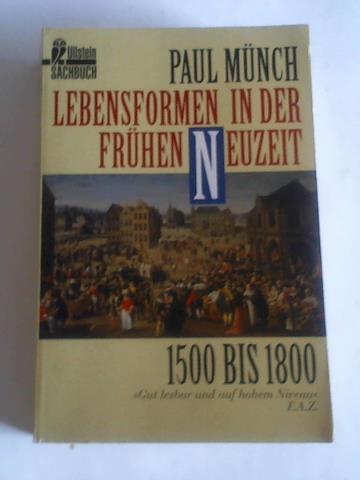 Ullstein
SACHBUCH
PAUL MÜNCH
LEBENSFORMEN IN DER
FRÜHEN NEUZEIT
1500 BIS 1800
»Gut lesbar und auf hohem Niveau«
F.A.Z.